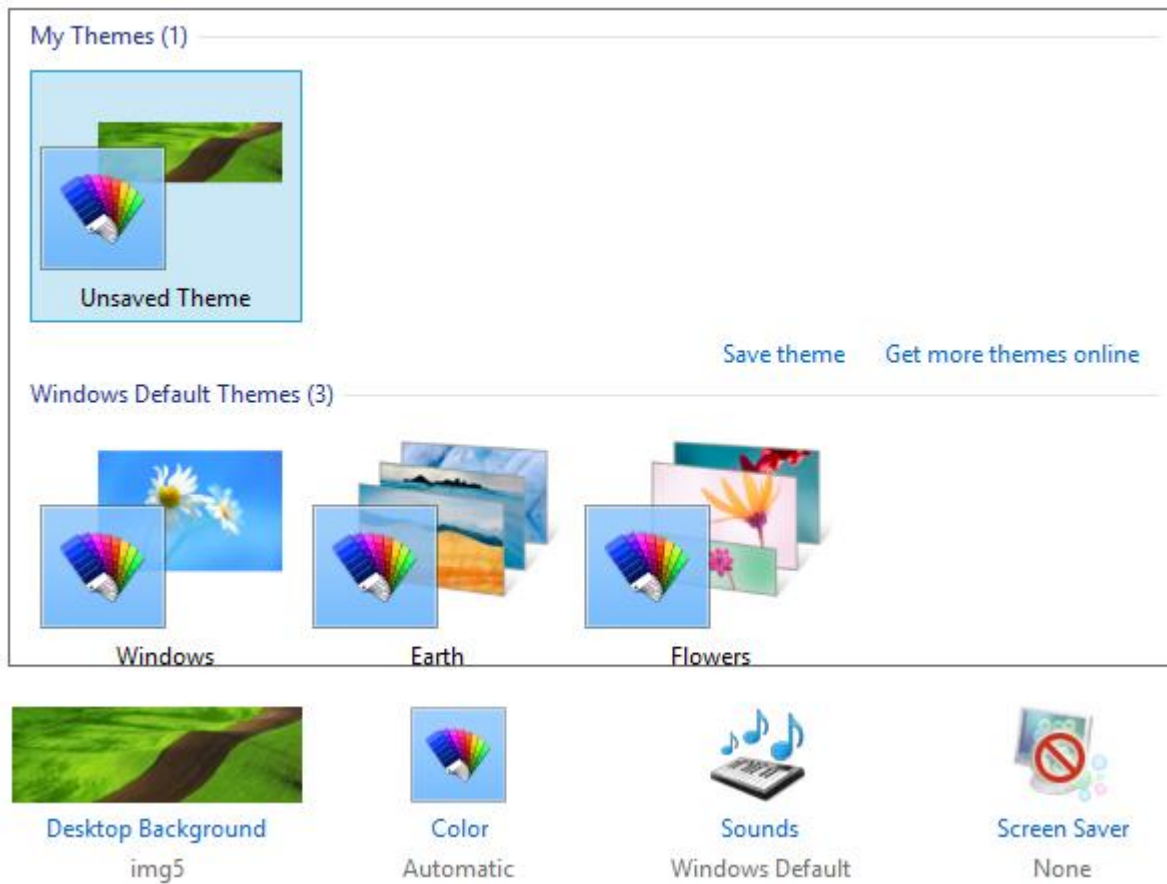 My Themes (1)
Unsaved Theme
Save theme Get more themes online
Windows Default Themes (3)
Windows Earth Flowers
Desktop Background Color Sounds Screen Saver
img5 Automatic Windows Default None